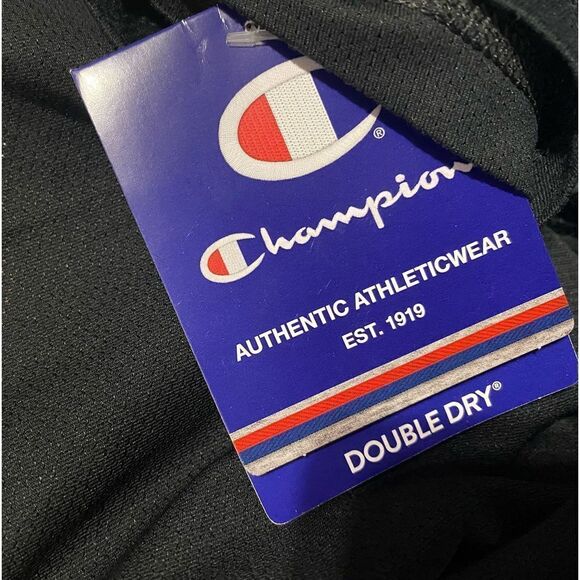 ®
Champion
AUTHENTIC ATHLETICWEAR
EST. 1919
DOUBLE DRY®